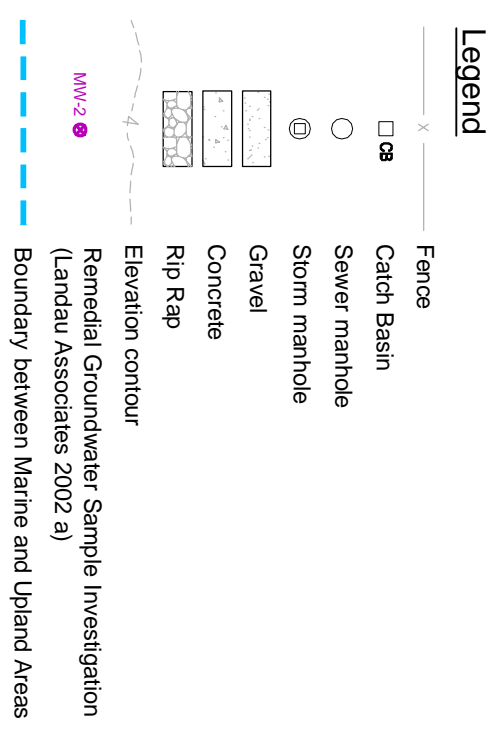 Legend
X Fence
CB Catch Basin
Sewer manhole
Storm manhole
Gravel
Concrete
Rip Rap
4 Elevation contour
MW-2 Remedial Groundwater Sample Investigation
(Landau Associates 2002 a)
Boundary between Marine and Upland Areas